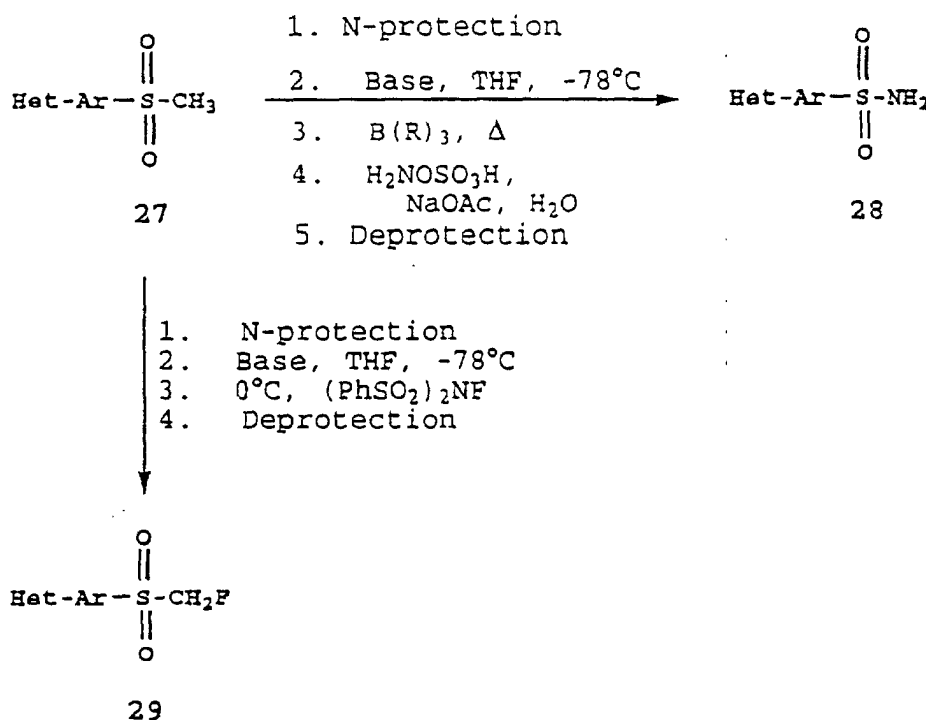 1. N-protection
2. Base, THF, -78°C
3. B(R)₃, Δ
4. H₂NOSO₃H,
NaOAc, H₂O
5. Deprotection
O
Het-Ar-S-CH₃
O
27
O
Het-Ar-S-NH₂
O
28
1. N-protection
2. Base, THF, -78°C
3. 0°C, (PhSO₂)₂NF
4. Deprotection
O
Het-Ar-S-CH₂F
O
29